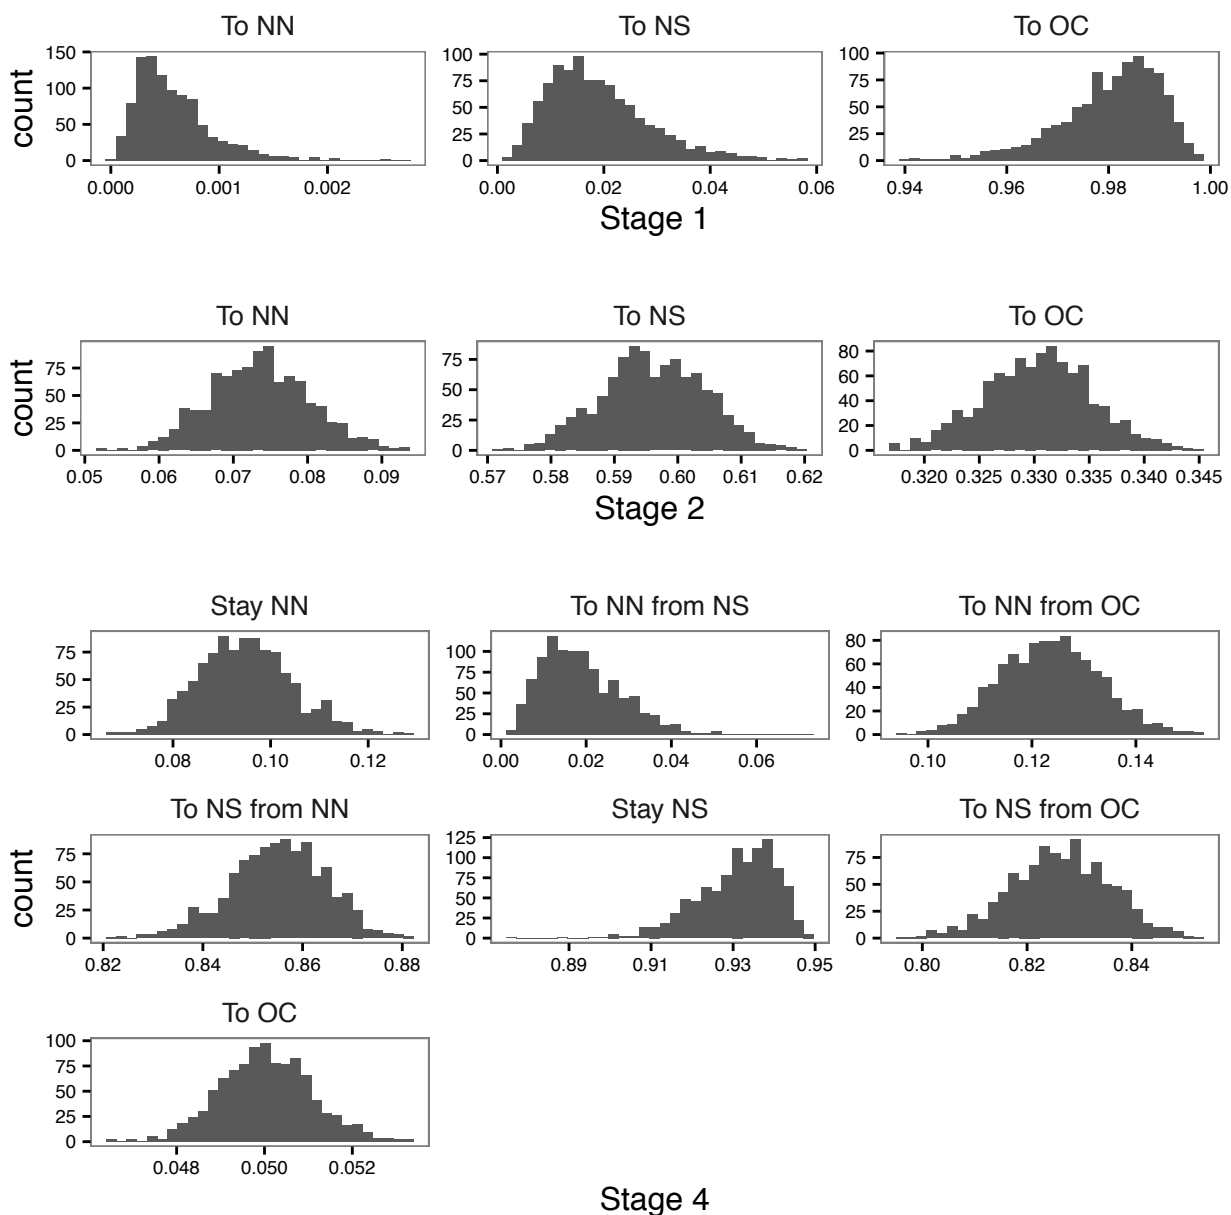 To NN To NS To OC
count
150
100
50
0
0.000 0.001 0.002
100
75
50
25
0
0.00 0.02 0.04 0.06
100
75
50
25
0
0.94 0.96 0.98 1.00
Stage 1
To NN To NS To OC
count
75
50
25
0
0.05 0.06 0.07 0.08 0.09
75
50
25
0
0.57 0.58 0.59 0.60 0.61 0.62
80
60
40
20
0
0.320 0.325 0.330 0.335 0.340 0.345
Stage 2
Stay NN To NN from NS To NN from OC
75
50
25
0
0.08 0.10 0.12
100
75
50
25
0
0.00 0.02 0.04 0.06
80
60
40
20
0
0.10 0.12 0.14
To NS from NN Stay NS To NS from OC
count
75
50
25
0
0.82 0.84 0.86 0.88
125
100
75
50
25
0
0.89 0.91 0.93 0.95
75
50
25
0
0.80 0.82 0.84
To OC
100
75
50
25
0
0.048 0.050 0.052
Stage 4